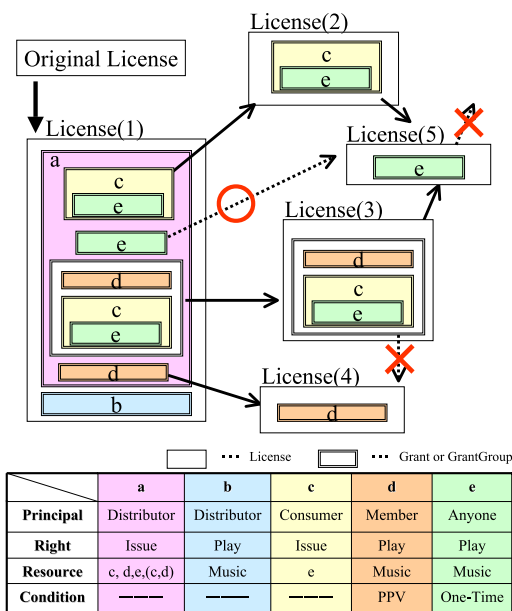 License(2)
Original License
c
e
License(1)
License(5)
a
c
e
e
License(3)
e
d
d
c
c
e
e
d
License(4)
b
d
License
Grant or GrantGroup
a b c d e
Principal Distributor Distributor Consumer Member Anyone
Right Issue Play Issue Play Play
Resource c, d,e,(c,d) Music e Music Music
Condition ——— ——— ——— PPV One-Time